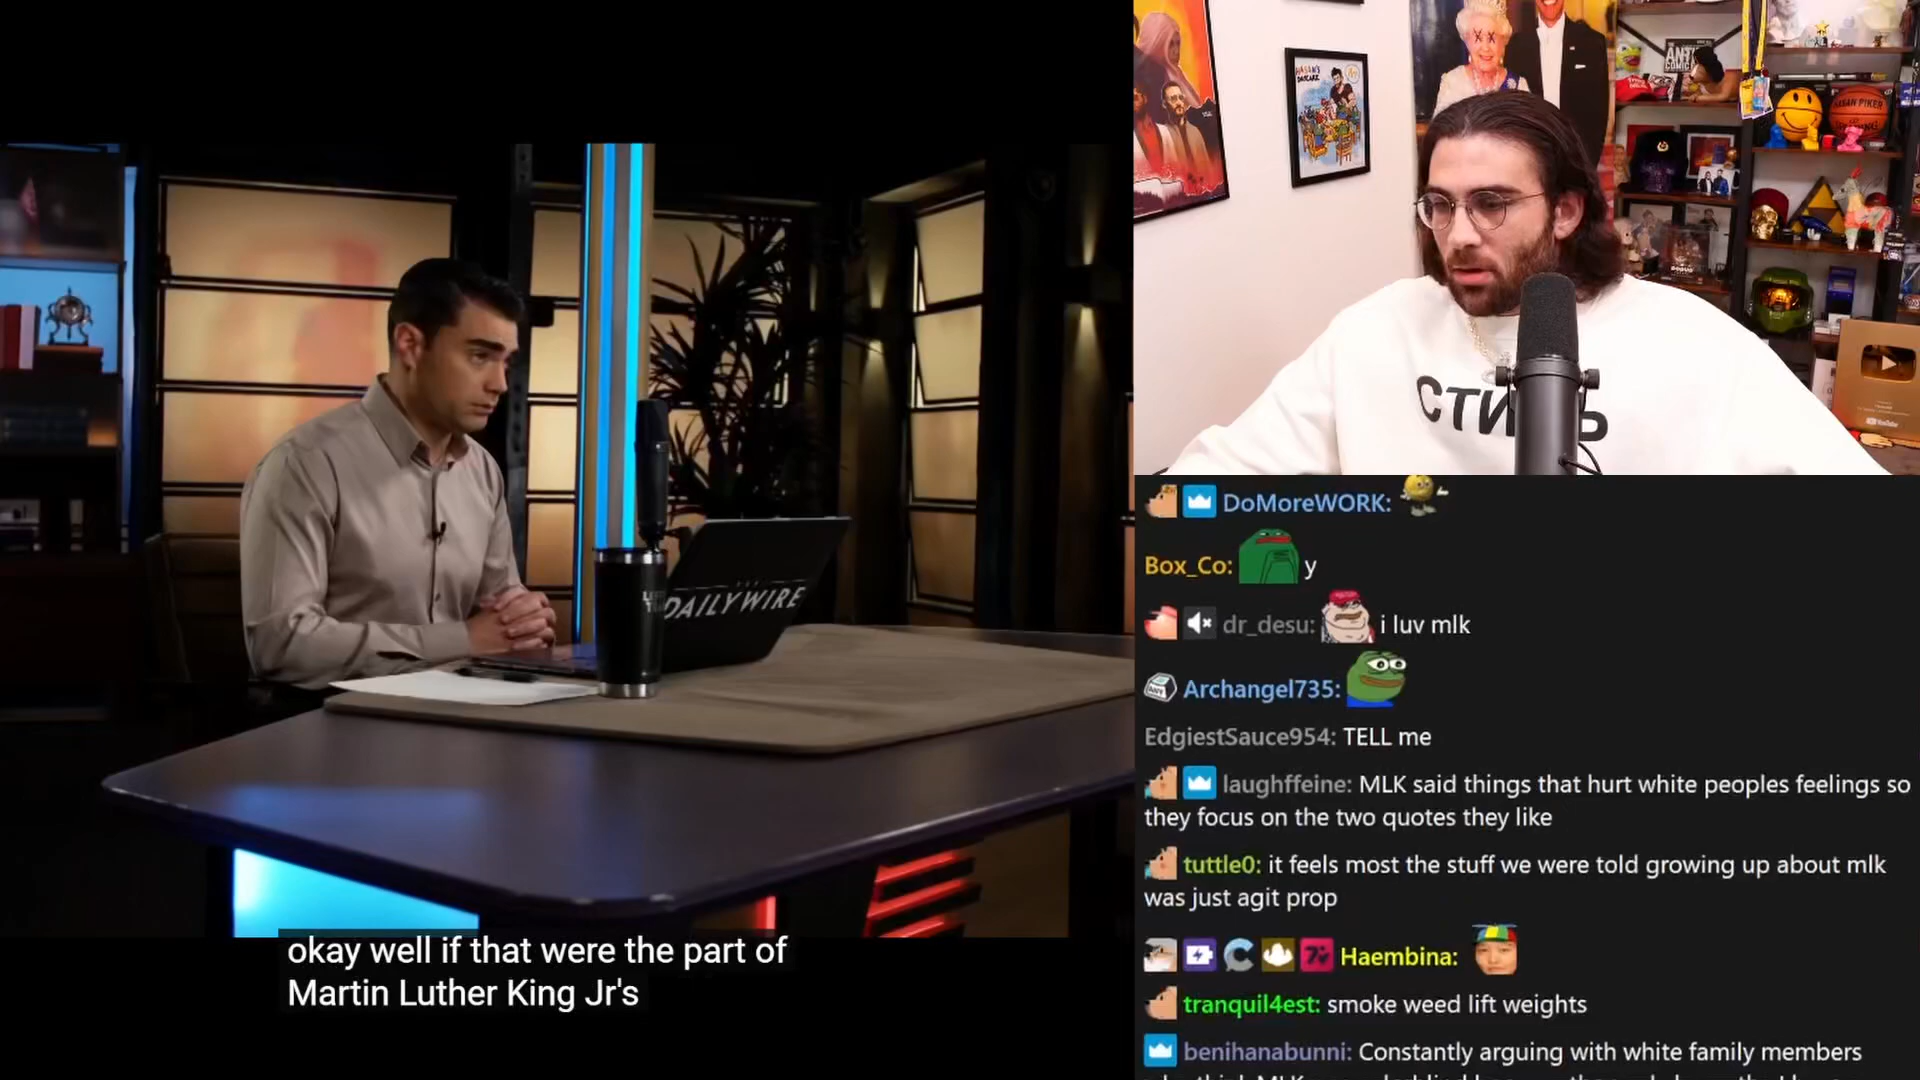 HASAN PIKER
DAILYWIRE
okay well if that were the part of
Martin Luther King Jr's
DoMoreWORK:
Box_Co: y
dr_desu: i luv mlk
Archangel735:
EdgiestSauce954: TELL me
laughffeine: MLK said things that hurt white peoples feelings so
they focus on the two quotes they like
tuttle0: it feels most the stuff we were told growing up about mlk
was just agit prop
Haembina:
tranquil4est: smoke weed lift weights
benihanabunni: Constantly arguing with white family members